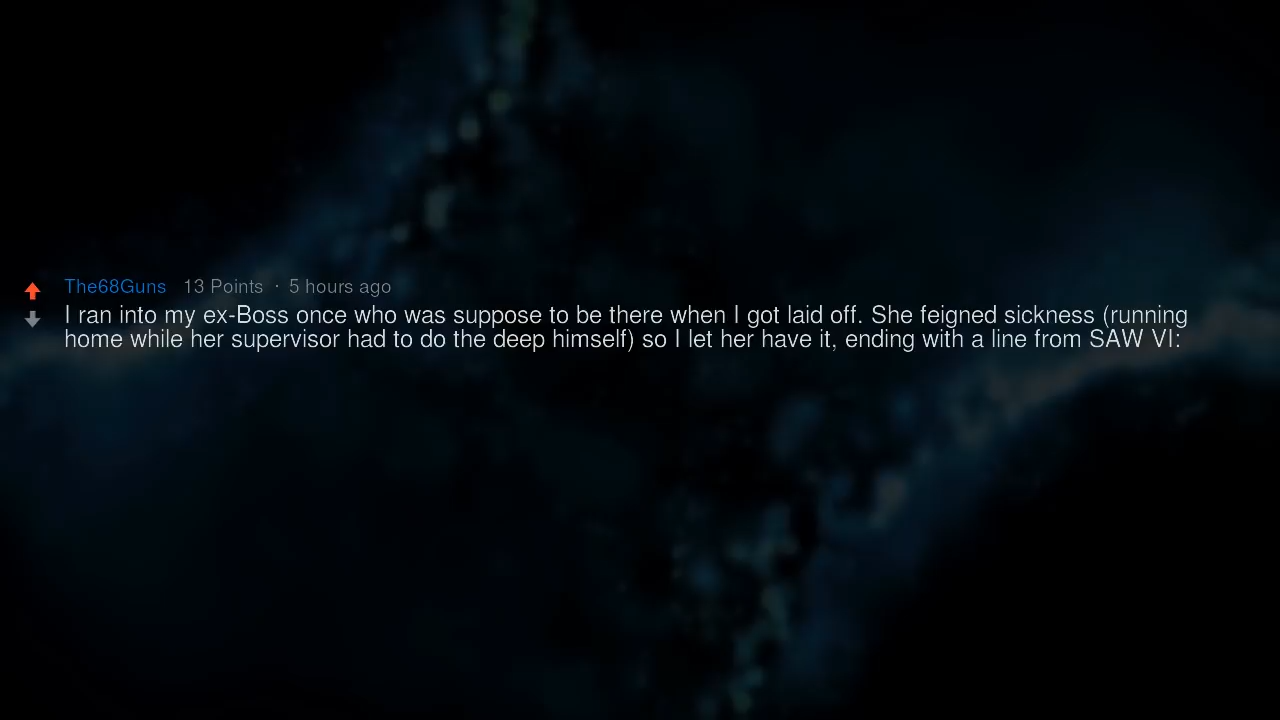 The68Guns 13 Points · 5 hours ago
I ran into my ex-Boss once who was suppose to be there when I got laid off. She feigned sickness (running
home while her supervisor had to do the deep himself) so I let her have it, ending with a line from SAW VI: